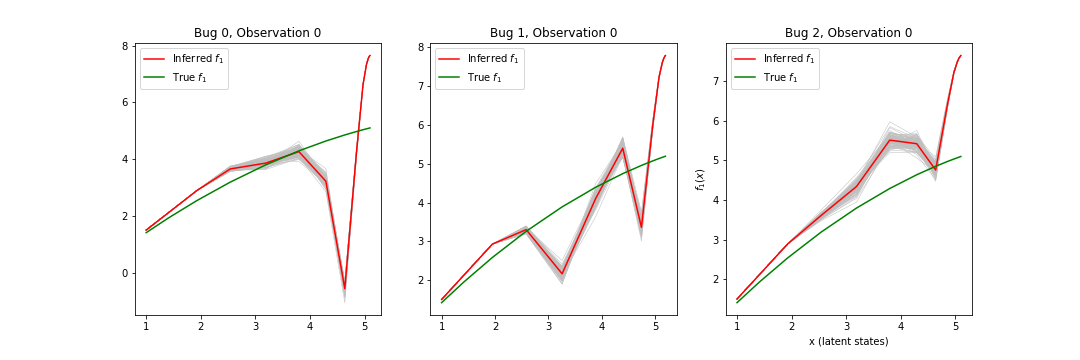 Bug 0, Observation 0
Inferred f₁
True f₁
8
6
4
2
0
1 2 3 4 5
Bug 1, Observation 0
Inferred f₁
True f₁
8
7
6
5
4
3
2
1 2 3 4 5
Bug 2, Observation 0
Inferred f₁
True f₁
f₁(x)
7
6
5
4
3
2
1 2 3 4 5
x (latent states)